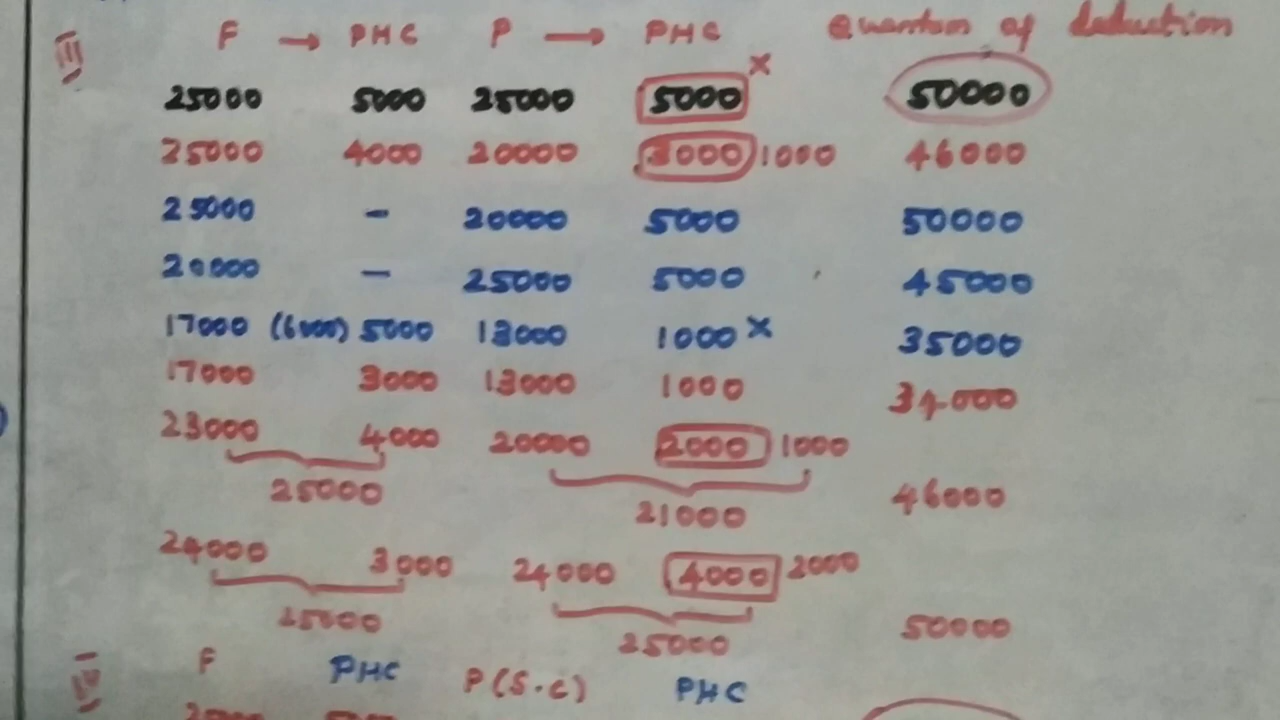 III F → PHC P → PHC Quantum of deduction
25000 5000 25000 5000 x 50000
25000 4000 20000 1000 46000
25000 - 20000 5000 50000
20000 - 25000 5000 45000
17000 (6000) 5000 13000 1000 x 35000
17000 3000 13000 1000 34000
23000 4000 20000 2000 1000
25000 21000 46000
24000 3000 24000 4000 2000
25000 25000 50000
F PHC P(S.C) PHC